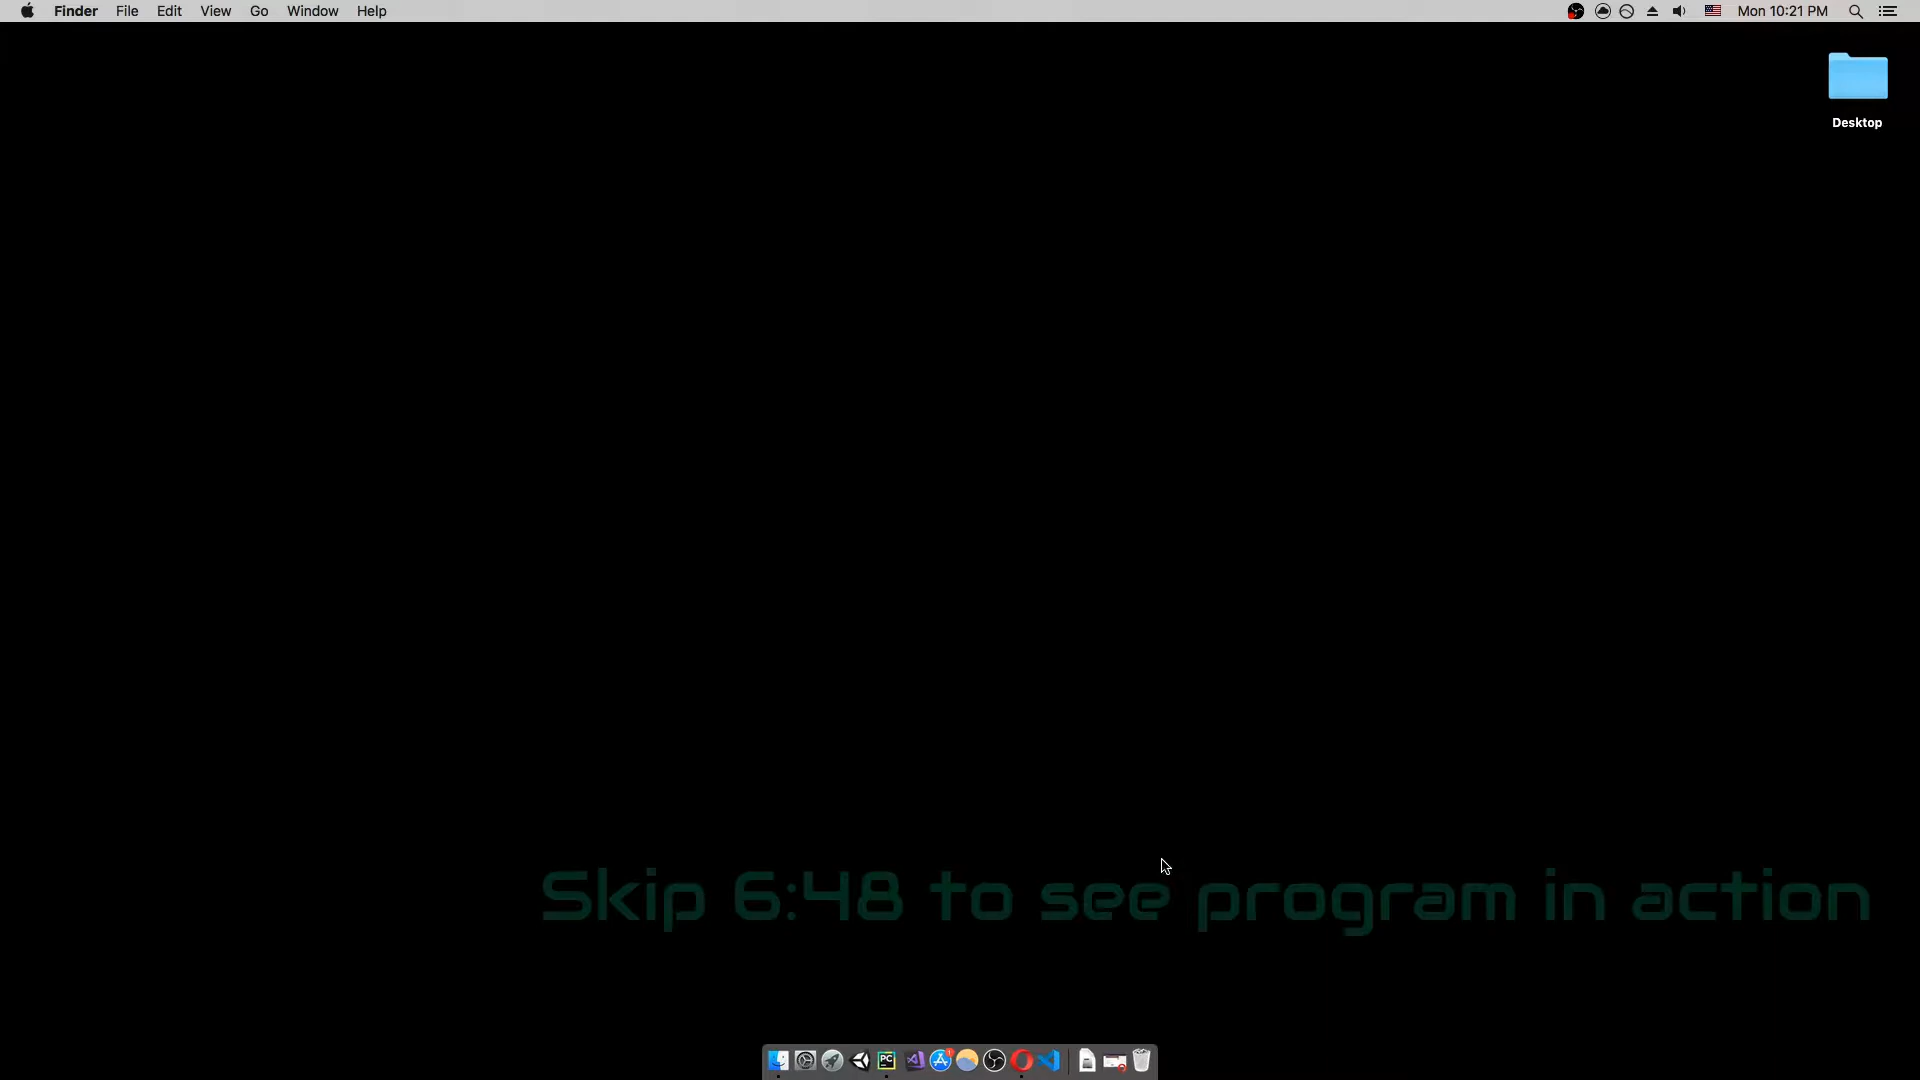 Finder File Edit View Go Window Help Mon 10:21 PM
Desktop
Skip 6:48 to see program in action
PC